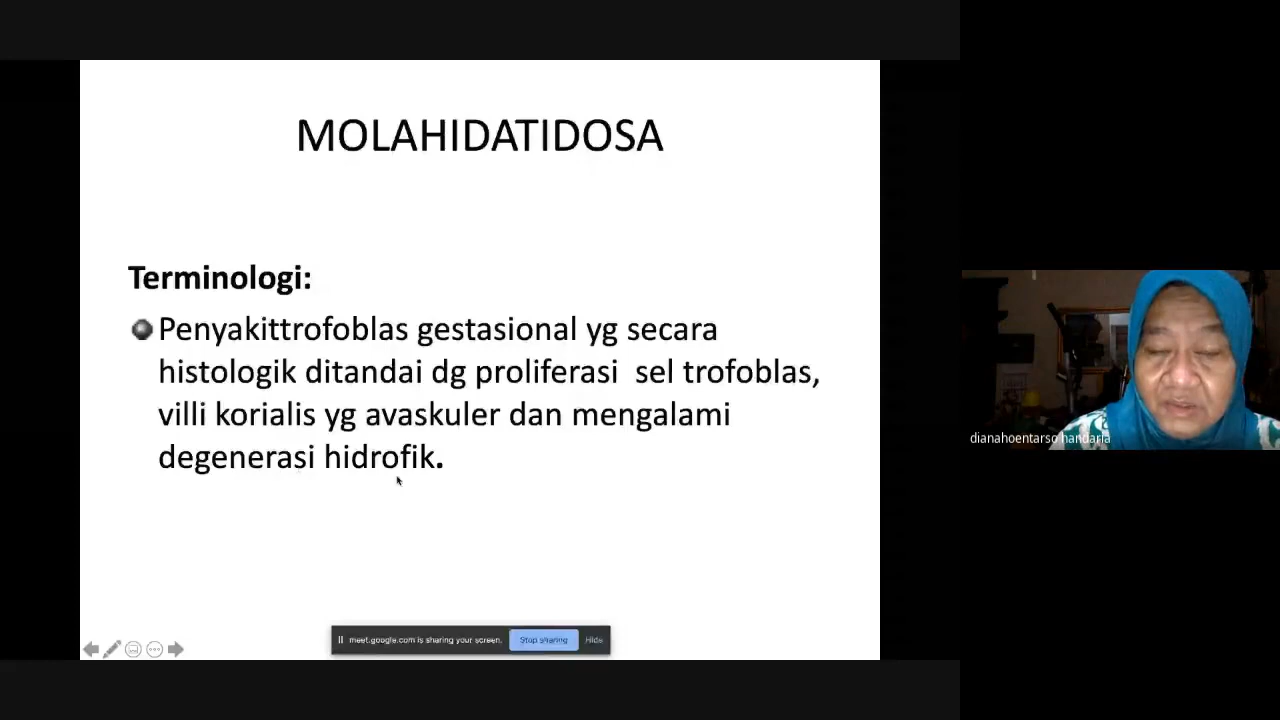 MOLAHIDATIDOSA
Terminologi:
Penyakittrofoblas gestasional yg secara
histologik ditandai dg proliferasi sel trofoblas,
villi korialis yg avaskuler dan mengalami
degenerasi hidrofik.
dianahoentarso handaria
meet.google.com is sharing your screen. Stop sharing Hide